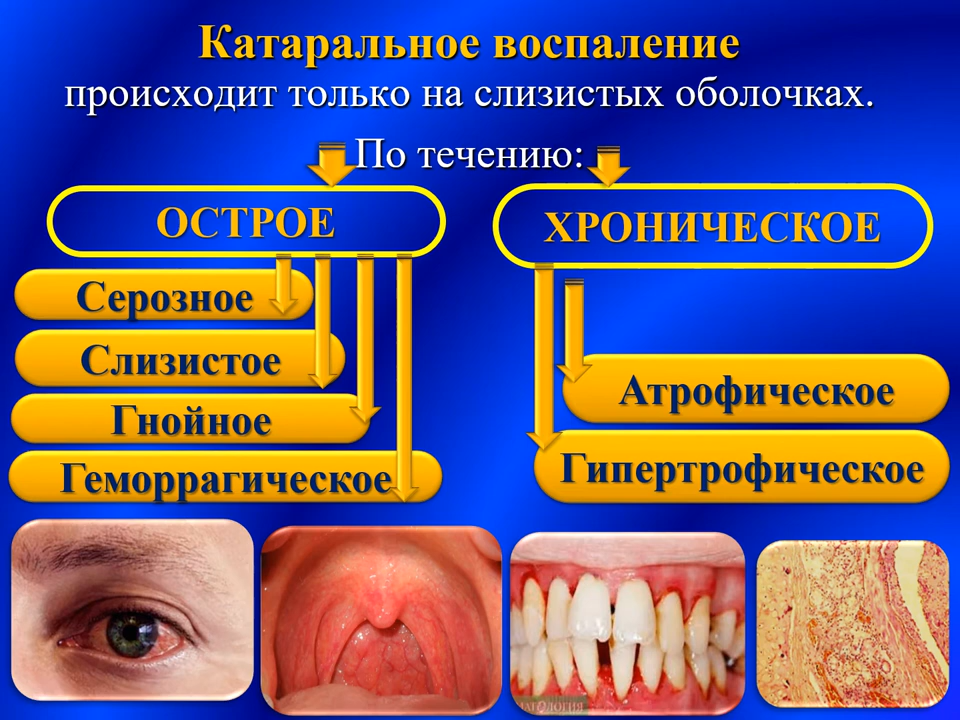 Катаральное воспаление
происходит только на слизистых оболочках.
По течению:
ОСТРОЕ
Серозное
Слизистое
Гнойное
Геморрагическое
ХРОНИЧЕСКОЕ
Атрофическое
Гипертрофическое